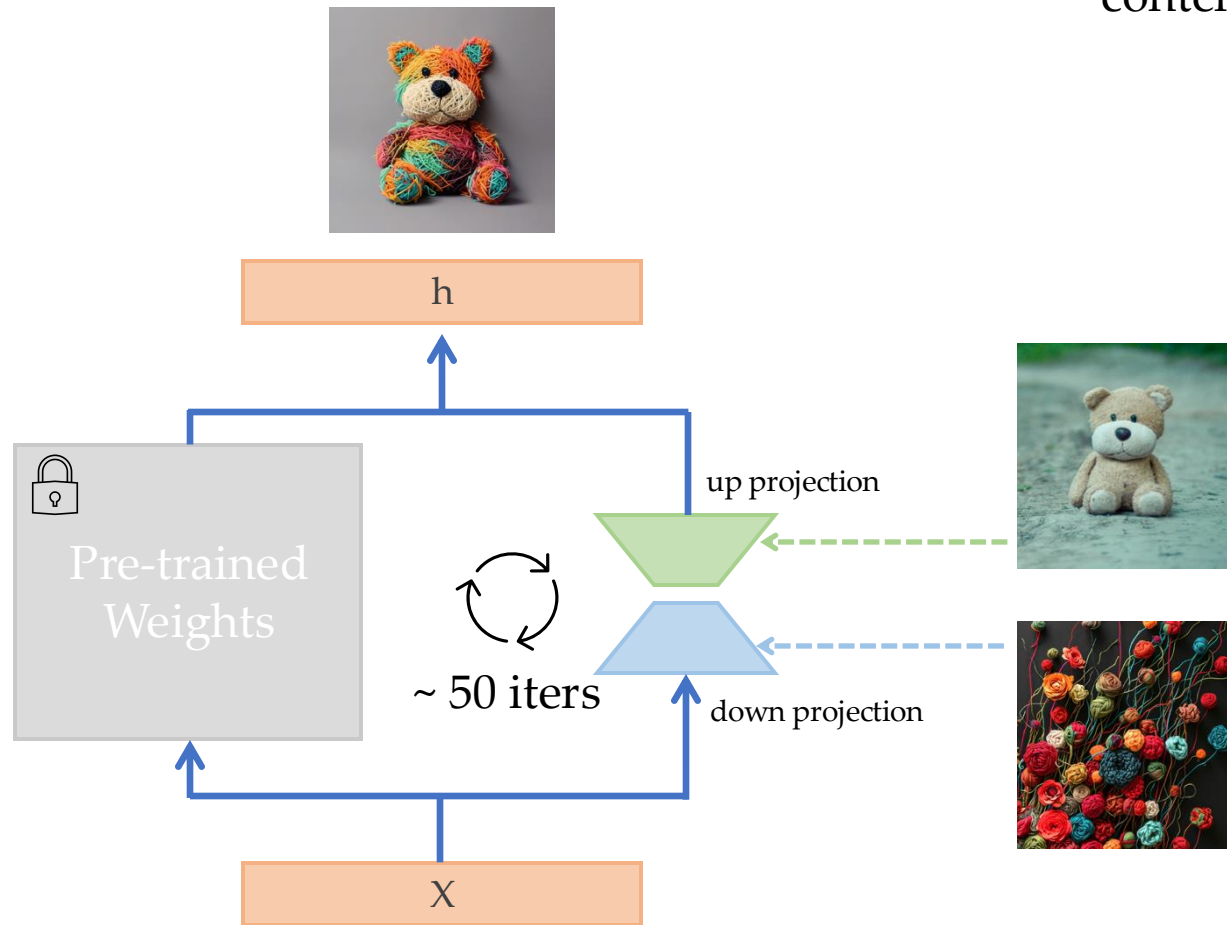 h
up projection
Pre-trained
Weights
~ 50 iters
down projection
X